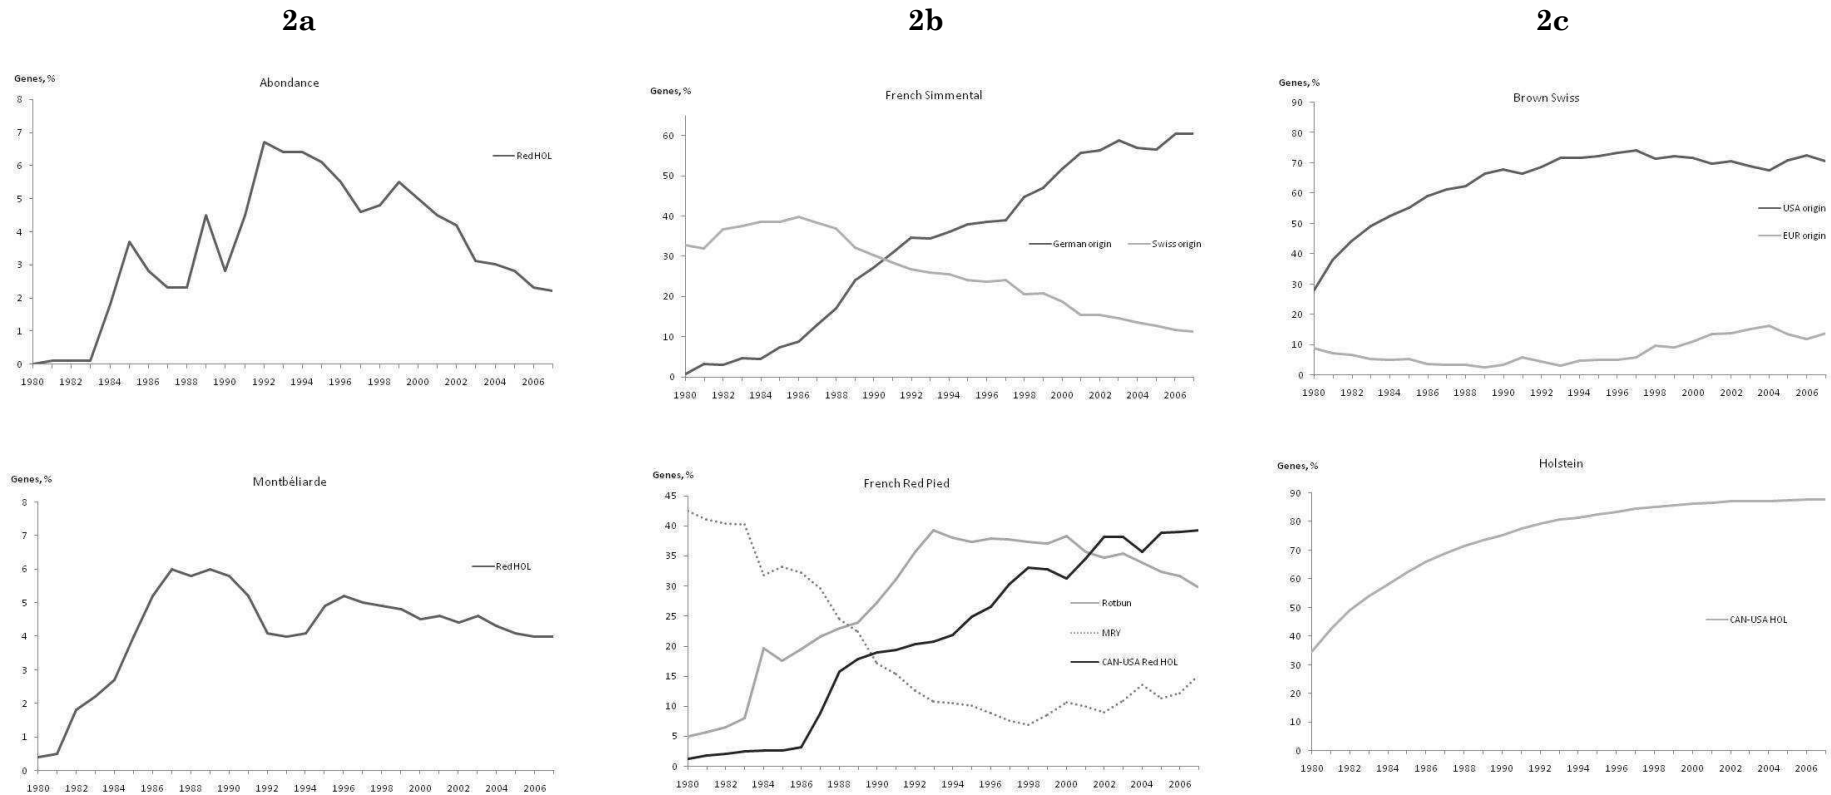 2a 2b 2c
Genes, %
Abondance
8
7
6
5
4
3
2
1
0
1980 1982 1984 1986 1988 1990 1992 1994 1996 1998 2000 2002 2004 2006
Red HOL
Genes, %
French Simmental
60
50
40
30
20
10
0
1980 1982 1984 1986 1988 1990 1992 1994 1996 1998 2000 2002 2004 2006
German origin Swiss origin
Genes, %
Brown Swiss
90
80
70
60
50
40
30
20
10
0
1980 1982 1984 1986 1988 1990 1992 1994 1996 1998 2000 2002 2004 2006
USA origin
EUR origin
Genes, %
Montbéliarde
8
7
6
5
4
3
2
1
0
1980 1982 1984 1986 1988 1990 1992 1994 1996 1998 2000 2002 2004 2006
Red HOL
Genes, %
French Red Pied
45
40
35
30
25
20
15
10
5
0
1980 1982 1984 1986 1988 1990 1992 1994 1996 1998 2000 2002 2004 2006
Rotbun
MRY
CAN-USA Red HOL
Genes, %
Holstein
90
80
70
60
50
40
30
20
10
0
1980 1982 1984 1986 1988 1990 1992 1994 1996 1998 2000 2002 2004 2006
CAN-USA HOL